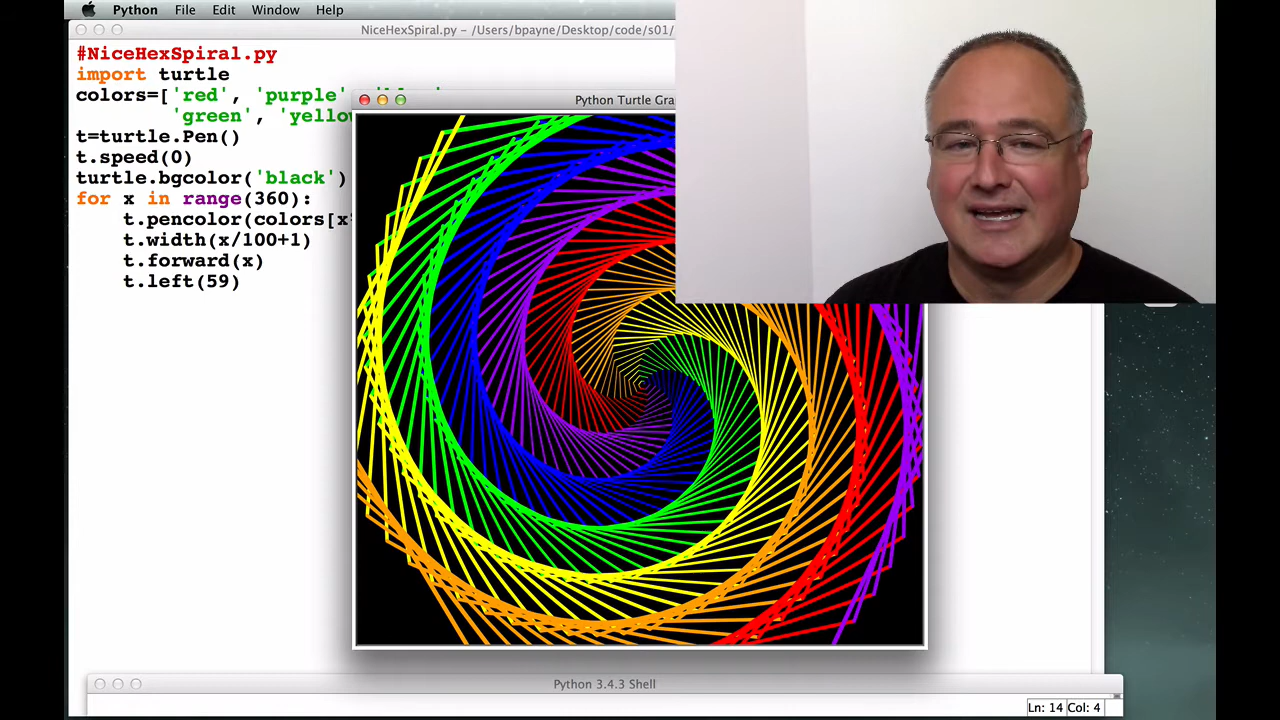 Python File Edit Window Help
NiceHexSpiral.py - /Users/bpayne/Desktop/code/s01/
#NiceHexSpiral.py
import turtle
colors=['red', 'purple'
'green', 'yellow
Python Turtle Gra
t=turtle.Pen()
t.speed(0)
turtle.bgcolor('black')
for x in range(360):
t.pencolor(colors[x
t.width(x/100+1)
t.forward(x)
t.left(59)
Python 3.4.3 Shell
Ln: 14 Col: 4